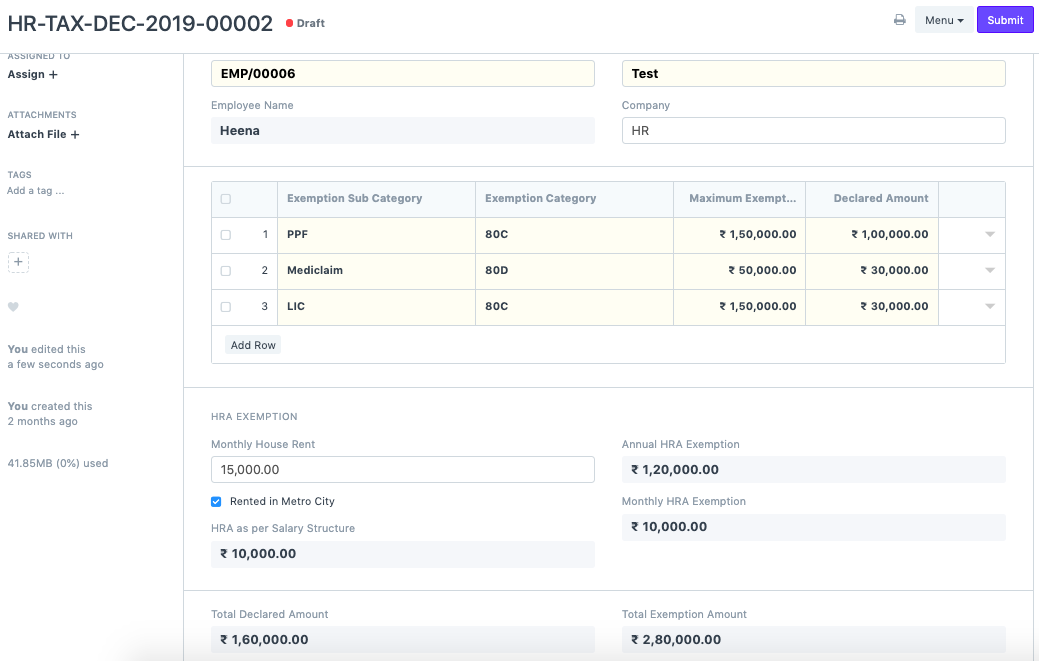 HR-TAX-DEC-2019-00002 Draft
Menu Submit
ASSIGNED TO
Assign +
ATTACHMENTS
Attach File +
TAGS
Add a tag ...
SHARED WITH
+
You edited this
a few seconds ago
You created this
2 months ago
41.85MB (0%) used
EMP/00006 Test
Employee Name Company
Heena HR
Exemption Sub Category Exemption Category Maximum Exempt... Declared Amount
1 PPF 80C ₹ 1,50,000.00 ₹ 1,00,000.00
2 Mediclaim 80D ₹ 50,000.00 ₹ 30,000.00
3 LIC 80C ₹ 1,50,000.00 ₹ 30,000.00
Add Row
HRA EXEMPTION
Monthly House Rent Annual HRA Exemption
15,000.00 ₹ 1,20,000.00
Rented in Metro City Monthly HRA Exemption
HRA as per Salary Structure ₹ 10,000.00
₹ 10,000.00
Total Declared Amount Total Exemption Amount
₹ 1,60,000.00 ₹ 2,80,000.00